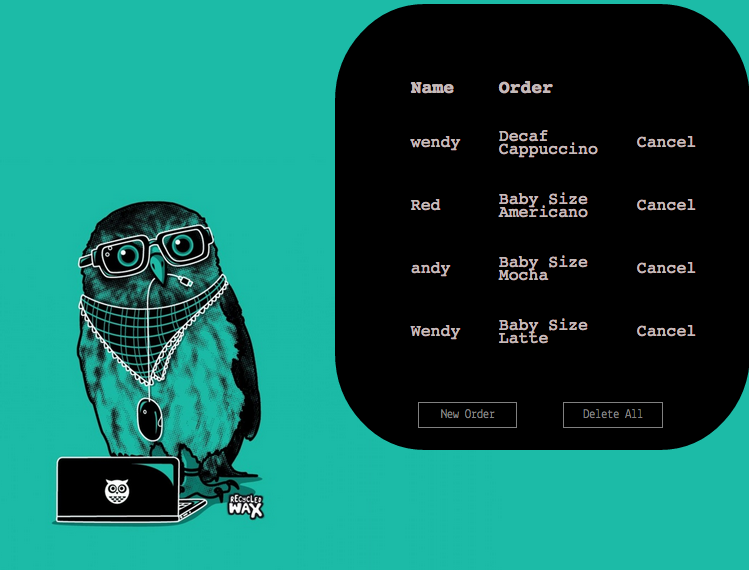 Name Order
wendy Decaf Cappuccino Cancel
Red Baby Size Americano Cancel
andy Baby Size Mocha Cancel
Wendy Baby Size Latte Cancel
New Order Delete All
RECYCLED
WAX